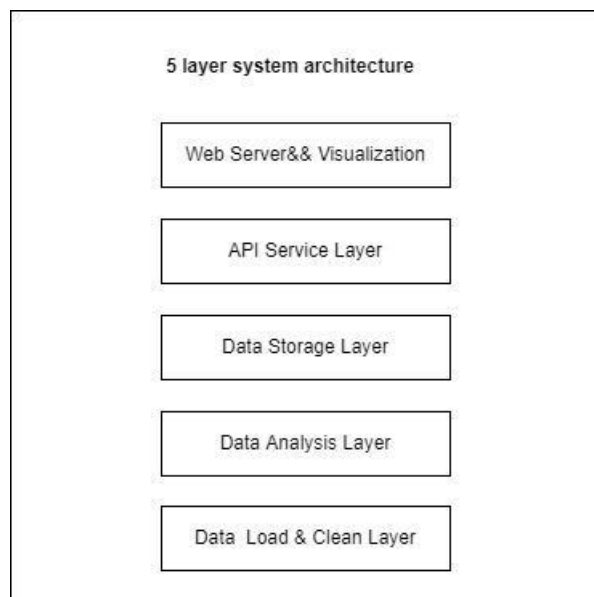 5 layer system architecture
Web Server&& Visualization
API Service Layer
Data Storage Layer
Data Analysis Layer
Data  Load & Clean Layer